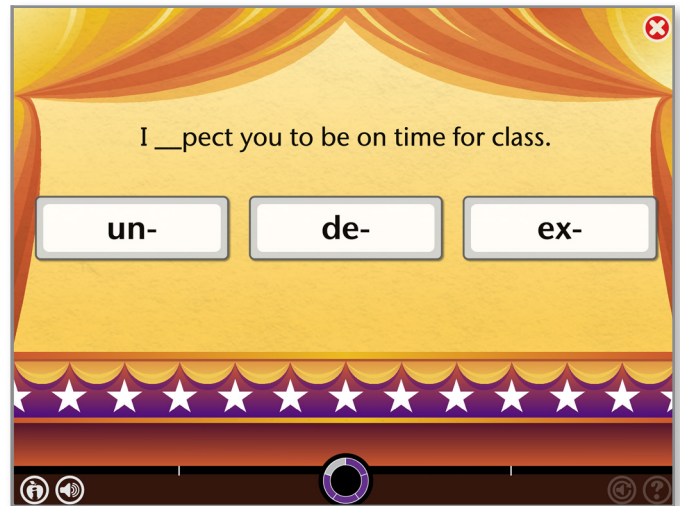 I __pect you to be on time for class.
un-
de-
ex-
?